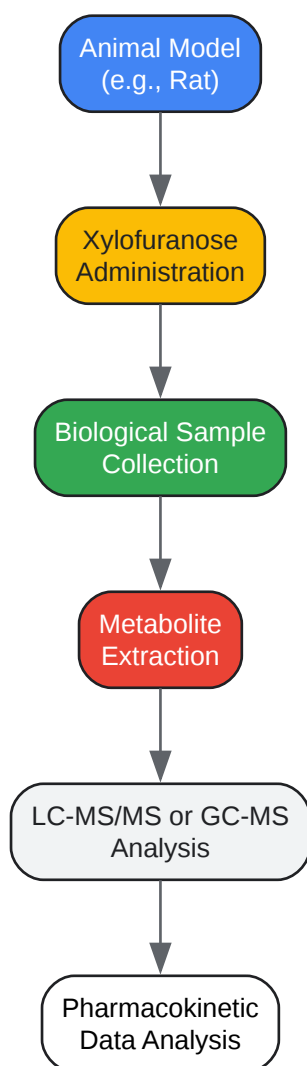 Animal Model
(e.g., Rat)
Xylofuranose
Administration
Biological Sample
Collection
Metabolite
Extraction
LC-MS/MS or GC-MS
Analysis
Pharmacokinetic
Data Analysis